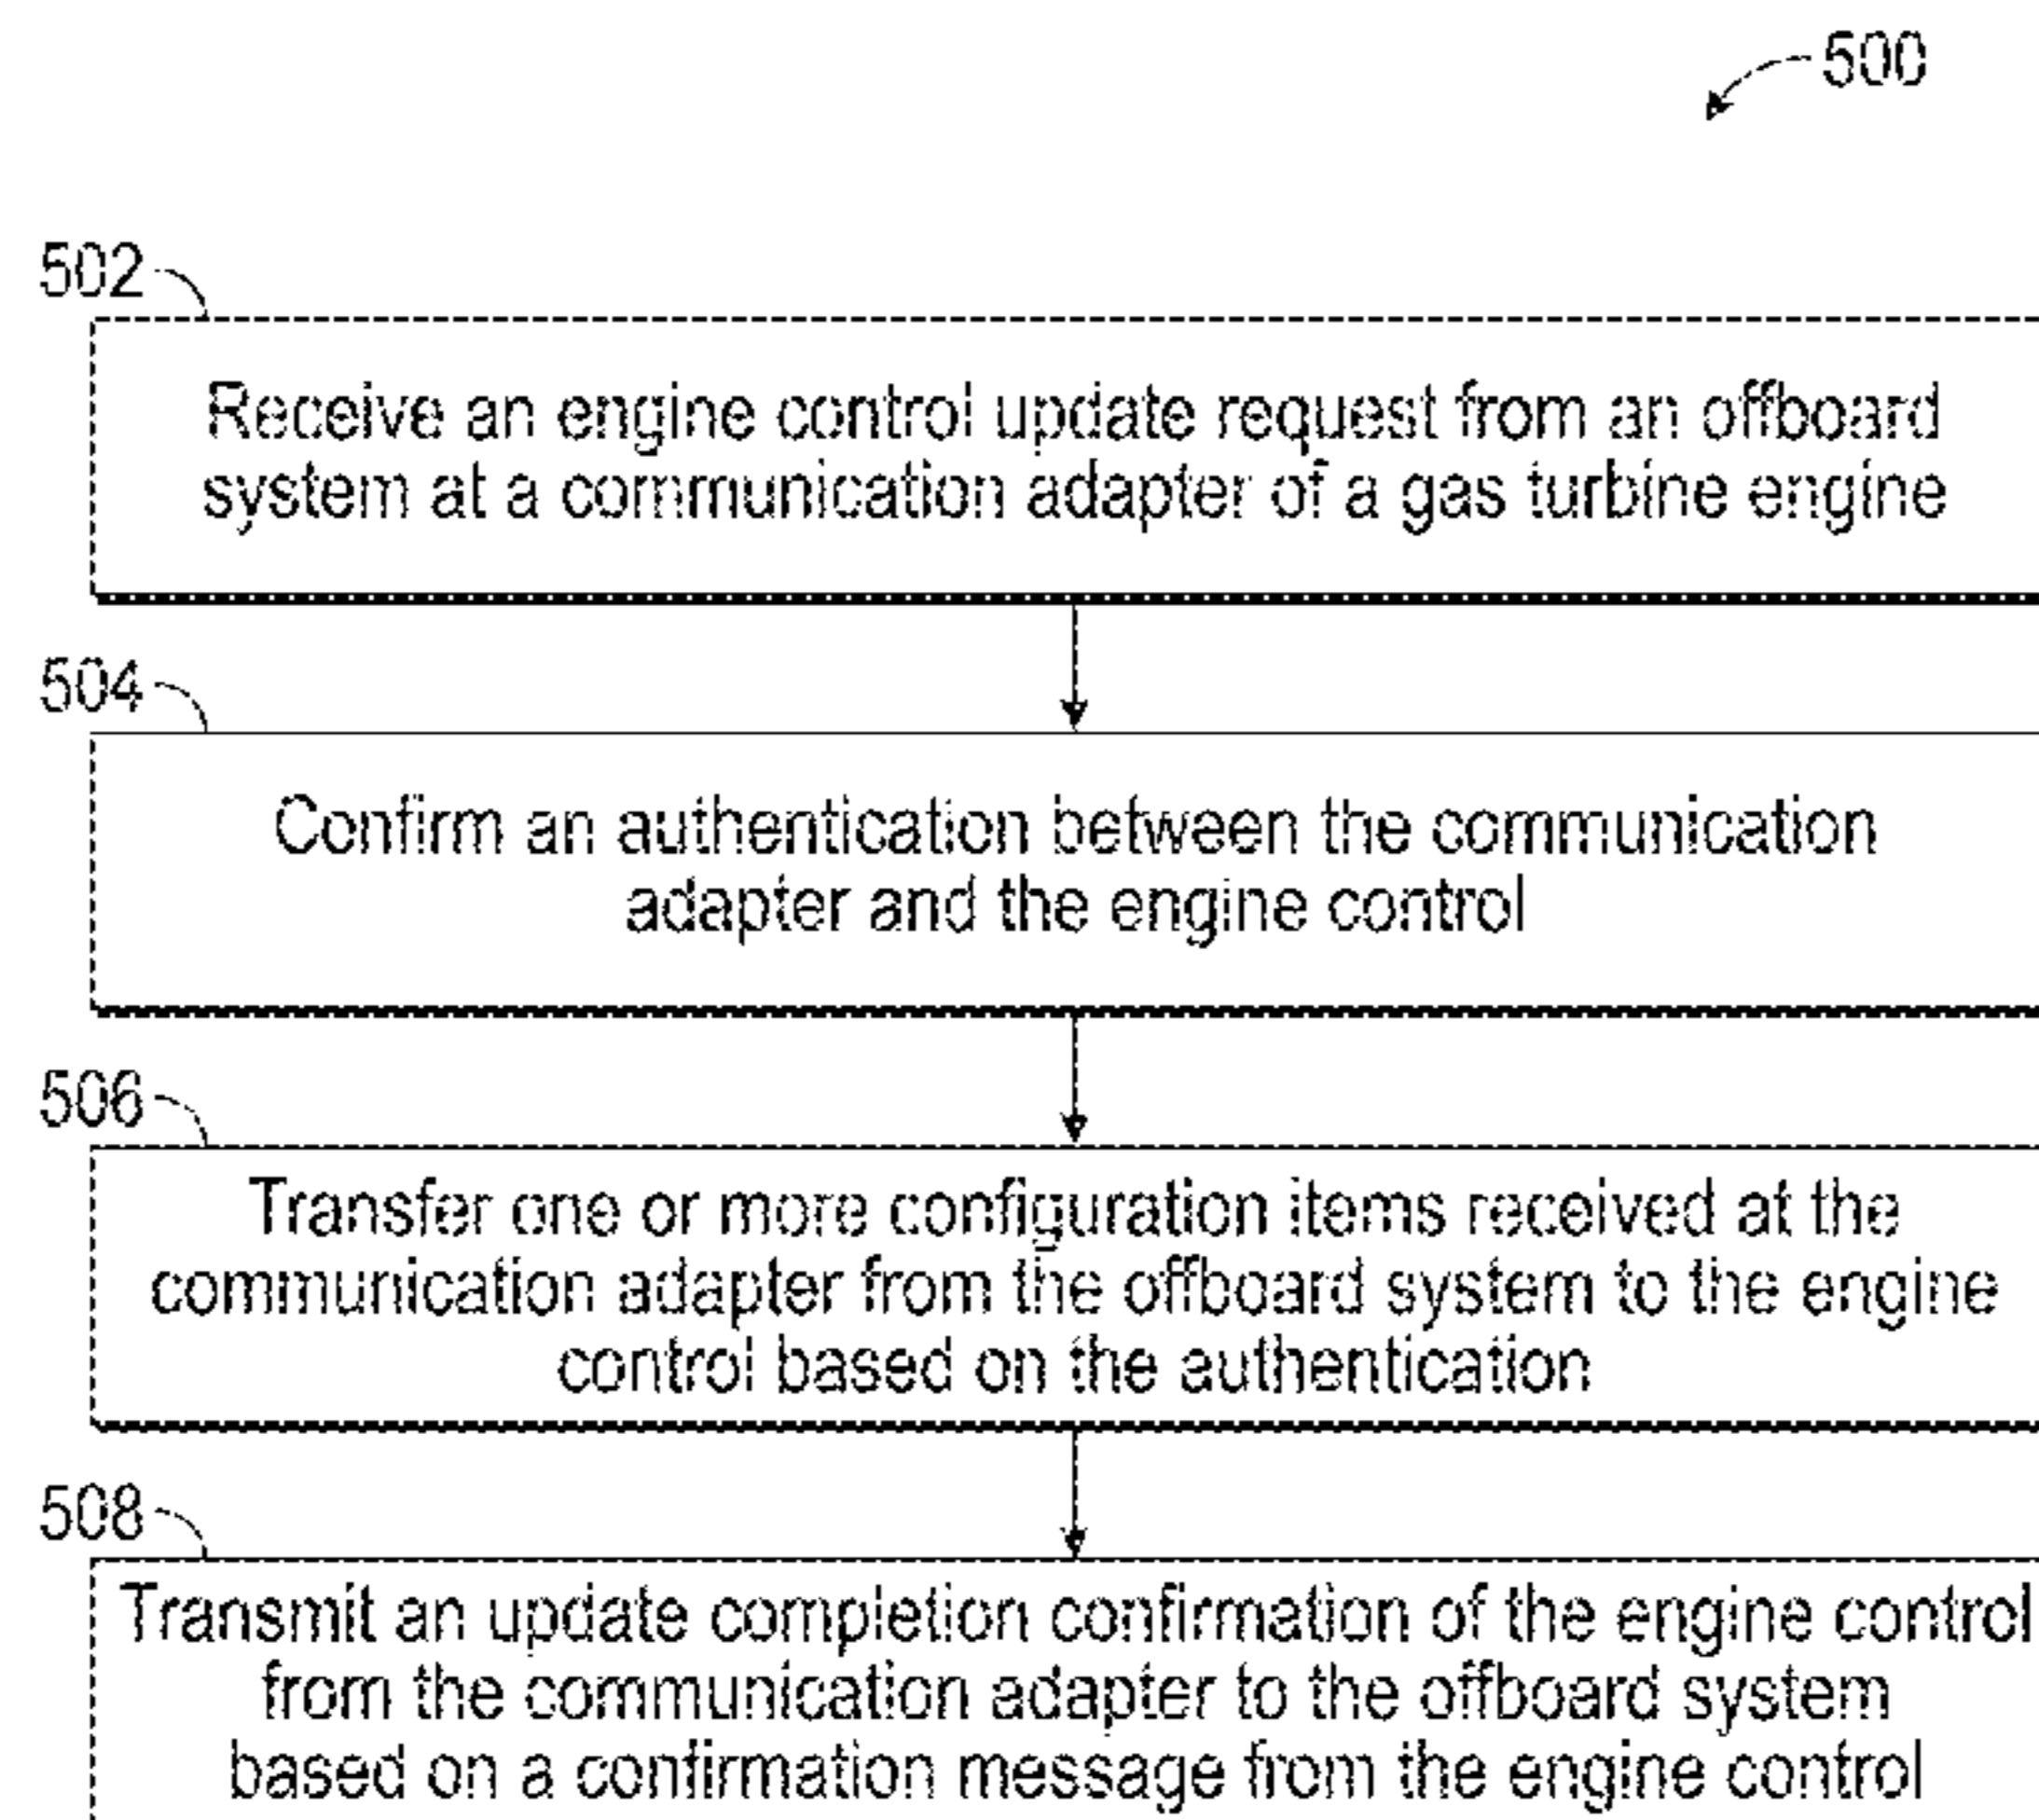 500
502
Receive an engine control update request from an offboard
system at a communication adapter of a gas turbine engine
504
Confirm an authentication between the communication
adapter and the engine control
506
Transfer one or more configuration items received at the
communication adapter from the offboard system to the engine
control based on the authentication
508
Transmit an update completion confirmation of the engine control
from the communication adapter to the offboard system
based on a confirmation message from the engine control